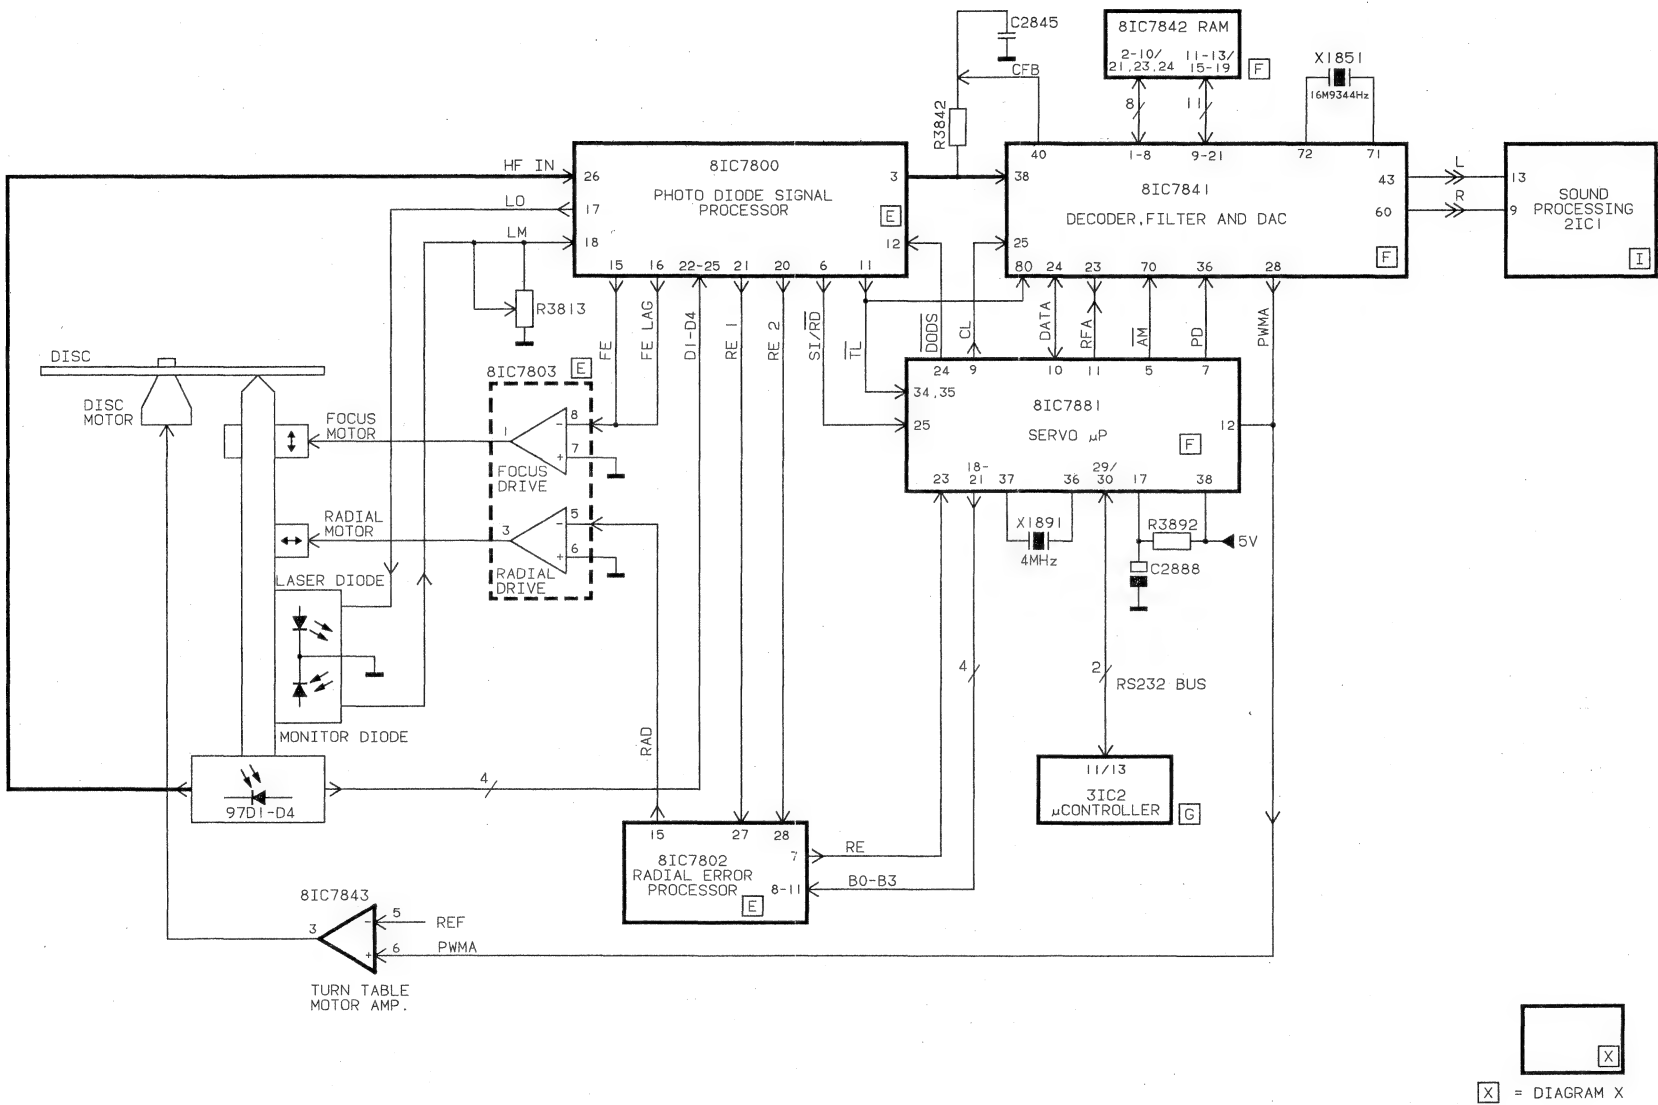 C2845
8IC7842 RAM
2-10/
21,23,24
11-13/
15-19
F
X1851
16M9344Hz
CFB
8
11
R3842
HF IN
26
8IC7800
3
38
40
1-8
9-21
72
71
43
L
13
SOUND
PROCESSING
2IC1
I
LO
17
PHOTO DIODE SIGNAL
PROCESSOR
E
8IC7841
DECODER,FILTER AND DAC
60
R
9
LM
18
12
25
F
15
16
22-25
21
20
6
11
80
24
23
70
36
28
R3813
FE
FE LAG
D1-D4
RE 1
RE 2
SI/RD
TL
DODS
CL
DATA
RFA
AM
PD
PWMA
DISC
DISC
MOTOR
8IC7803
E
24
9
10
11
5
7
34,35
8IC7881
SERVO µP
25
12
F
FOCUS
MOTOR
1
8
-
7
+
FOCUS
DRIVE
23
18-
21
37
36
29/
30
17
38
RADIAL
MOTOR
3
5
-
6
+
RADIAL
DRIVE
X1891
4MHz
R3892
5V
C2888
LASER DIODE
MONITOR DIODE
4
2
RS232 BUS
RAD
97D1-D4
4
11/13
3IC2
µCONTROLLER
G
15
27
28
7
RE
8IC7802
RADIAL ERROR
PROCESSOR
8-11
B0-B3
E
8IC7843
3
-
5
REF
+
6
PWMA
TURN TABLE
MOTOR AMP.
X
X = DIAGRAM X